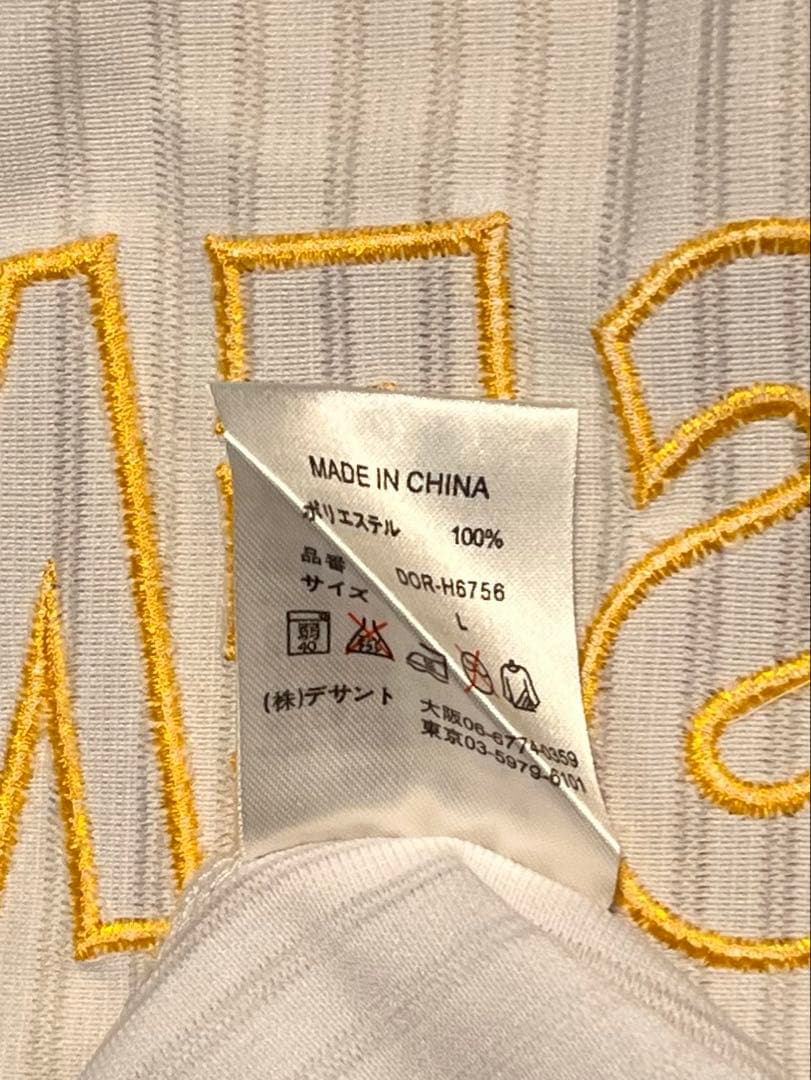 MADE IN CHINA
ポリエステル 100%
品番 DOR-H6756
サイズ L
弱
40
(株)デサント 大阪06-6774-0359
東京03-5979-6101